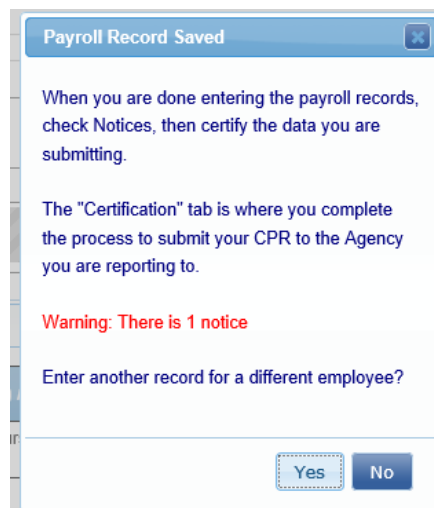 Payroll Record Saved
When you are done entering the payroll records,
check Notices, then certify the data you are
submitting.
The "Certification" tab is where you complete
the process to submit your CPR to the Agency
you are reporting to.
Warning: There is 1 notice
Enter another record for a different employee?
Yes No